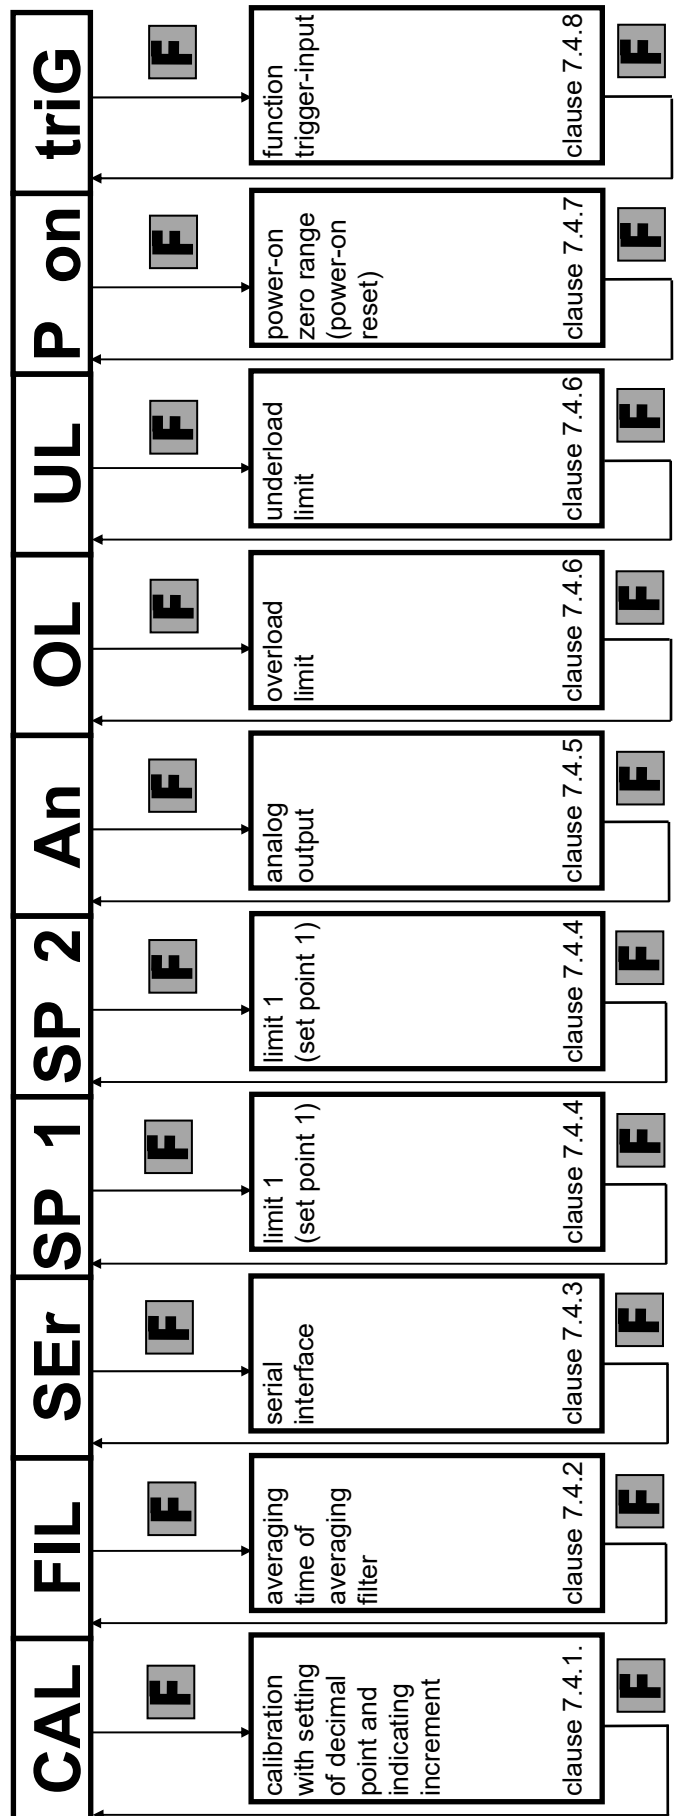 CAL
F
calibration
with setting
of decimal
point and
indicating
increment
clause 7.4.1.
F
FIL
F
averaging
time of
averaging
filter
clause 7.4.2
F
SEr
F
serial
interface
clause 7.4.3
F
SP 1
F
limit 1
(set point 1)
clause 7.4.4
F
SP 2
F
limit 1
(set point 1)
clause 7.4.4
F
An
F
analog
output
clause 7.4.5
F
OL
F
overload
limit
clause 7.4.6
F
UL
F
underload
limit
clause 7.4.6
F
P on
F
power-on
zero range
(power-on
reset)
clause 7.4.7
F
triG
F
function
trigger-input
clause 7.4.8
F